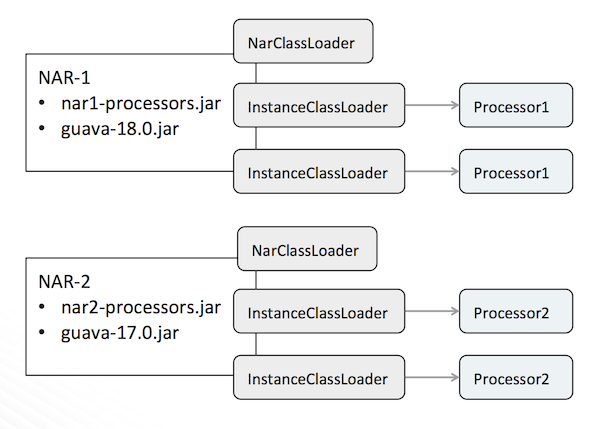 NarClassLoader
NAR-1
• nar1-processors.jar
• guava-18.0.jar
InstanceClassLoader
Processor1
InstanceClassLoader
Processor1
NarClassLoader
NAR-2
• nar2-processors.jar
• guava-17.0.jar
InstanceClassLoader
Processor2
InstanceClassLoader
Processor2